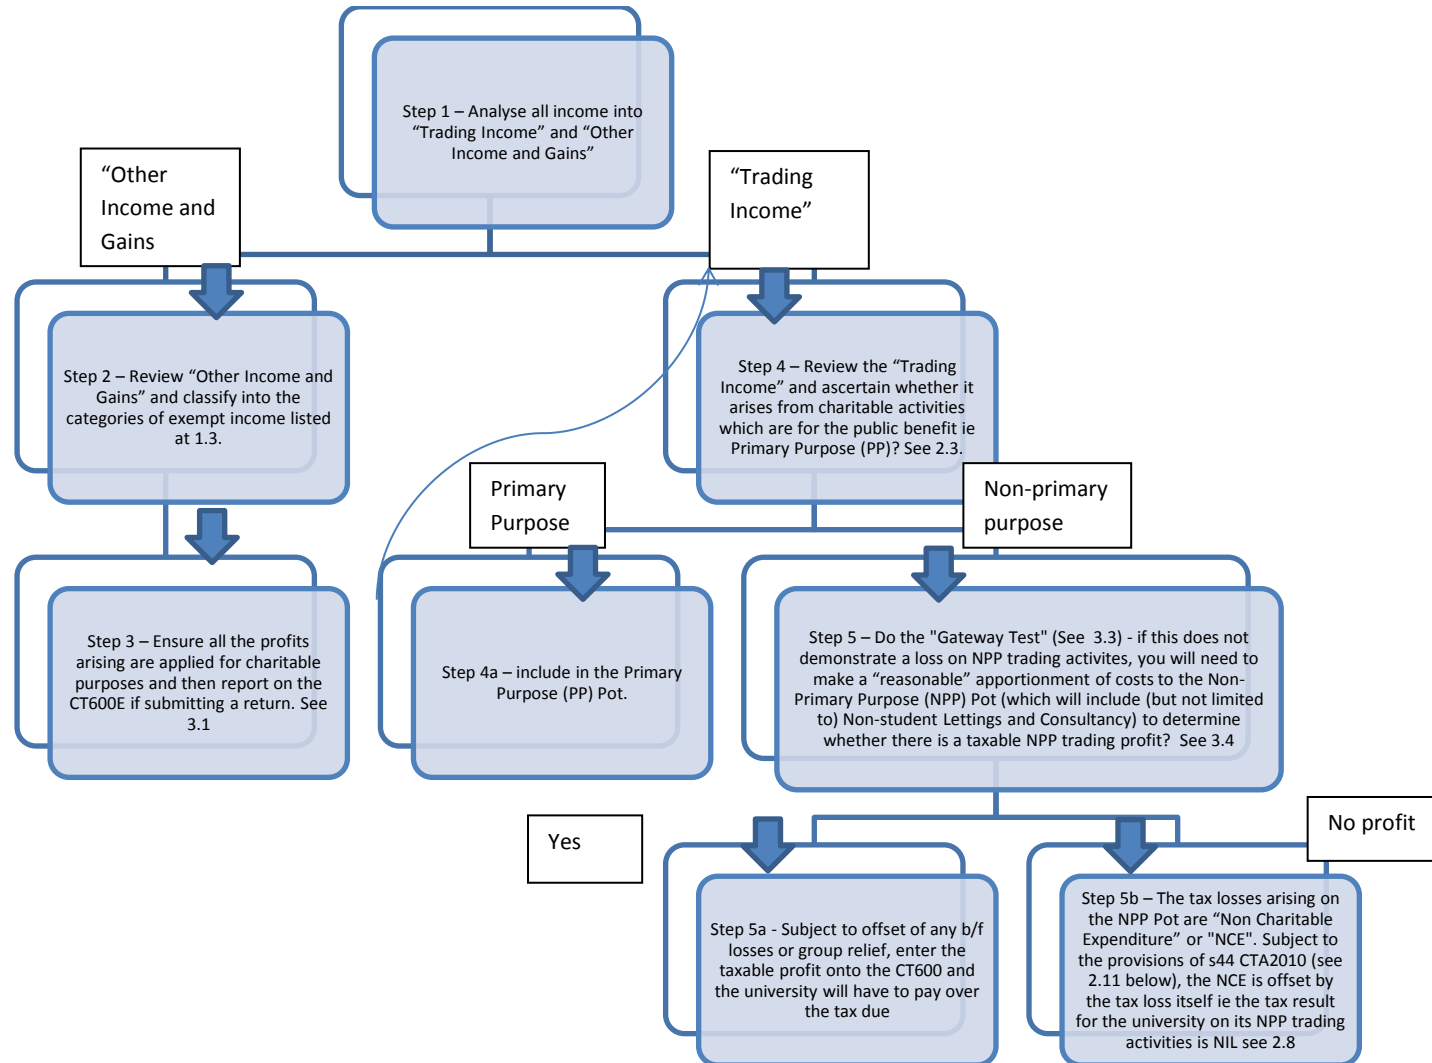 Step 1 – Analyse all income into
“Trading Income” and “Other
Income and Gains”
“Other
Income and
Gains
“Trading
Income”
Step 2 – Review “Other Income and
Gains” and classify into the
categories of exempt income listed
at 1.3.
Step 4 – Review the “Trading
Income” and ascertain whether it
arises from charitable activities
which are for the public benefit ie
Primary Purpose (PP)? See 2.3.
Primary
Purpose
Non-primary
purpose
Step 3 – Ensure all the profits
arising are applied for charitable
purposes and then report on the
CT600E if submitting a return. See
3.1
Step 4a – include in the Primary
Purpose (PP) Pot.
Step 5 – Do the "Gateway Test" (See  3.3) - if this does not
demonstrate a loss on NPP trading activites, you will need to
make a “reasonable” apportionment of costs to the Non-
Primary Purpose (NPP) Pot (which will include (but not limited
to) Non-student Lettings and Consultancy) to determine
whether there is a taxable NPP trading profit?  See 3.4
Yes
No profit
Step 5a - Subject to offset of any b/f
losses or group relief, enter the
taxable profit onto the CT600 and
the university will have to pay over
the tax due
Step 5b – The tax losses arising on
the NPP Pot are “Non Charitable
Expenditure” or "NCE". Subject to
the provisions of s44 CTA2010 (see
2.11 below), the NCE is offset by
the tax loss itself ie the tax result
for the university on its NPP trading
activities is NIL see 2.8